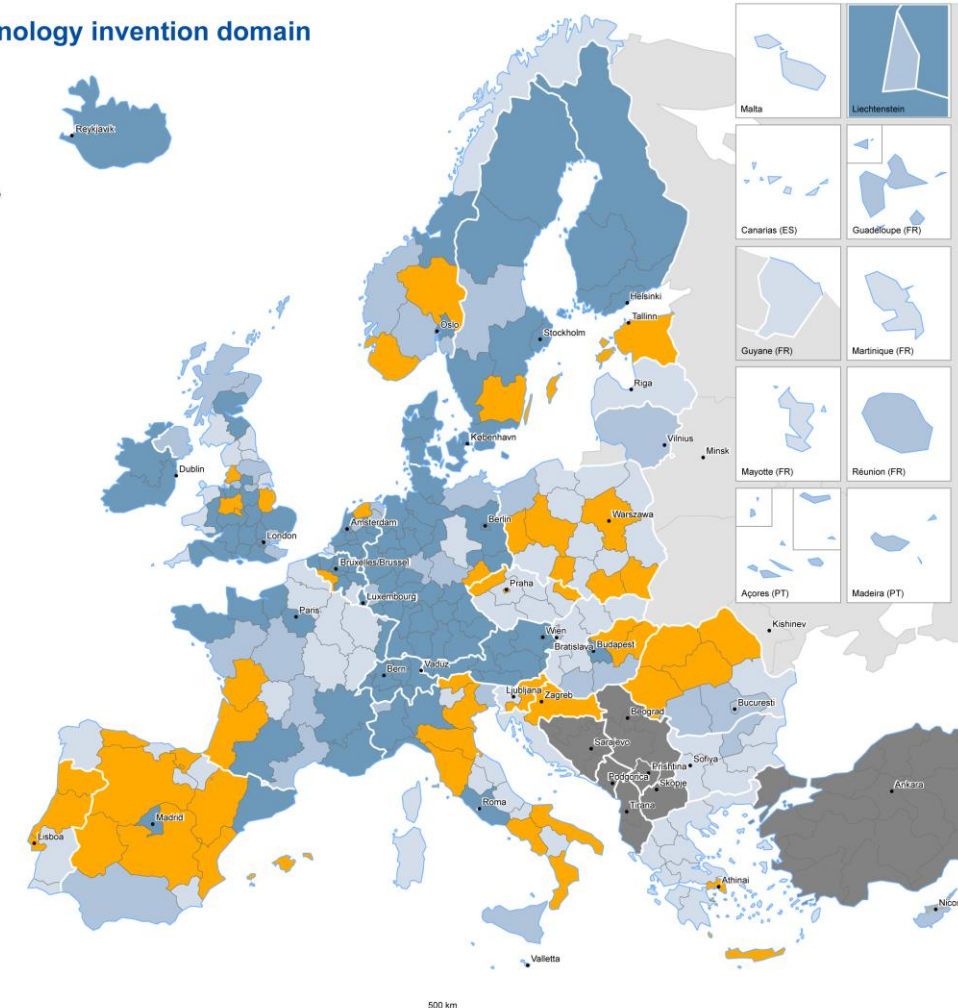 nology invention domain
Malta
Liechtenstein
Reykjavik
Canarias (ES)
Guadeloupe (FR)
Guyane (FR)
Martinique (FR)
Mayotte (FR)
Réunion (FR)
Açores (PT)
Madeira (PT)
Helsinki
Oslo
Tallinn
Stockholm
Riga
København
Vilnius
Minsk
Dublin
Berlin
Warszawa
Amsterdam
London
Bruxelles/Brussel
Praha
Luxembourg
Paris
Kishinev
Wien
Bratislava
Budapest
Bern
Vaduz
Ljubljana
Zagreb
Bucuresti
Beograd
Sarajevo
Prishtina
Sofiya
Podgorica
Skopje
Ankara
Roma
Tirana
Madrid
Lisboa
Athinai
Nico
Valletta
500 km